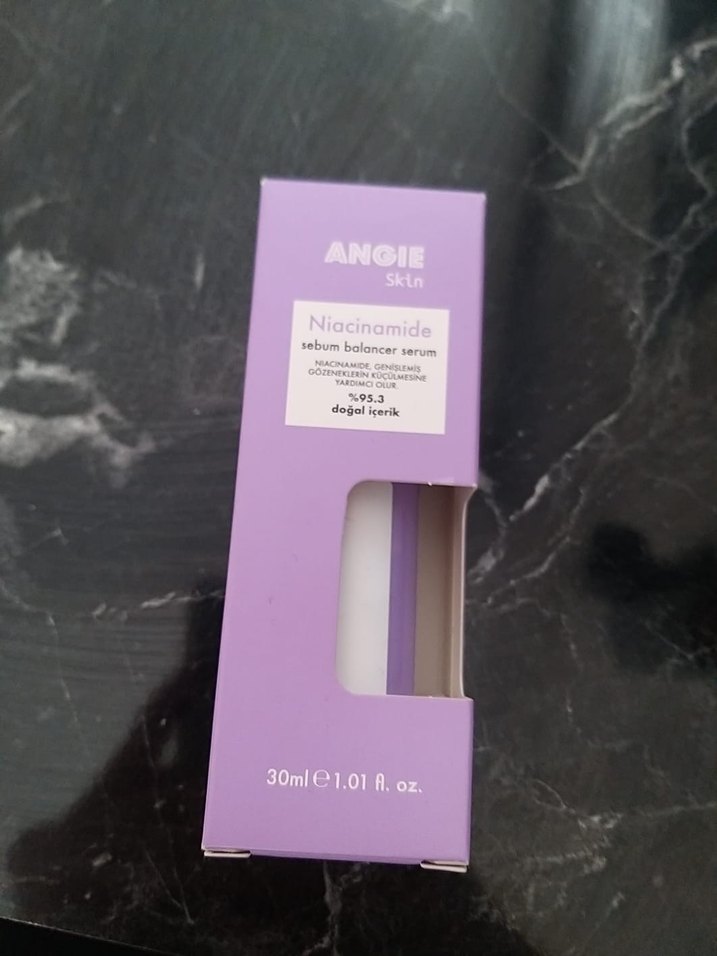 ANGIE
Skin
Niacinamide
sebum balancer serum
NIACINAMIDE, GENİŞLEMİŞ
GÖZENEKLERİN KÜÇÜLMESİNE
YARDIMCI OLUR.
%95.3
doğal içerik
30ml ℮ 1.01 fl. oz.